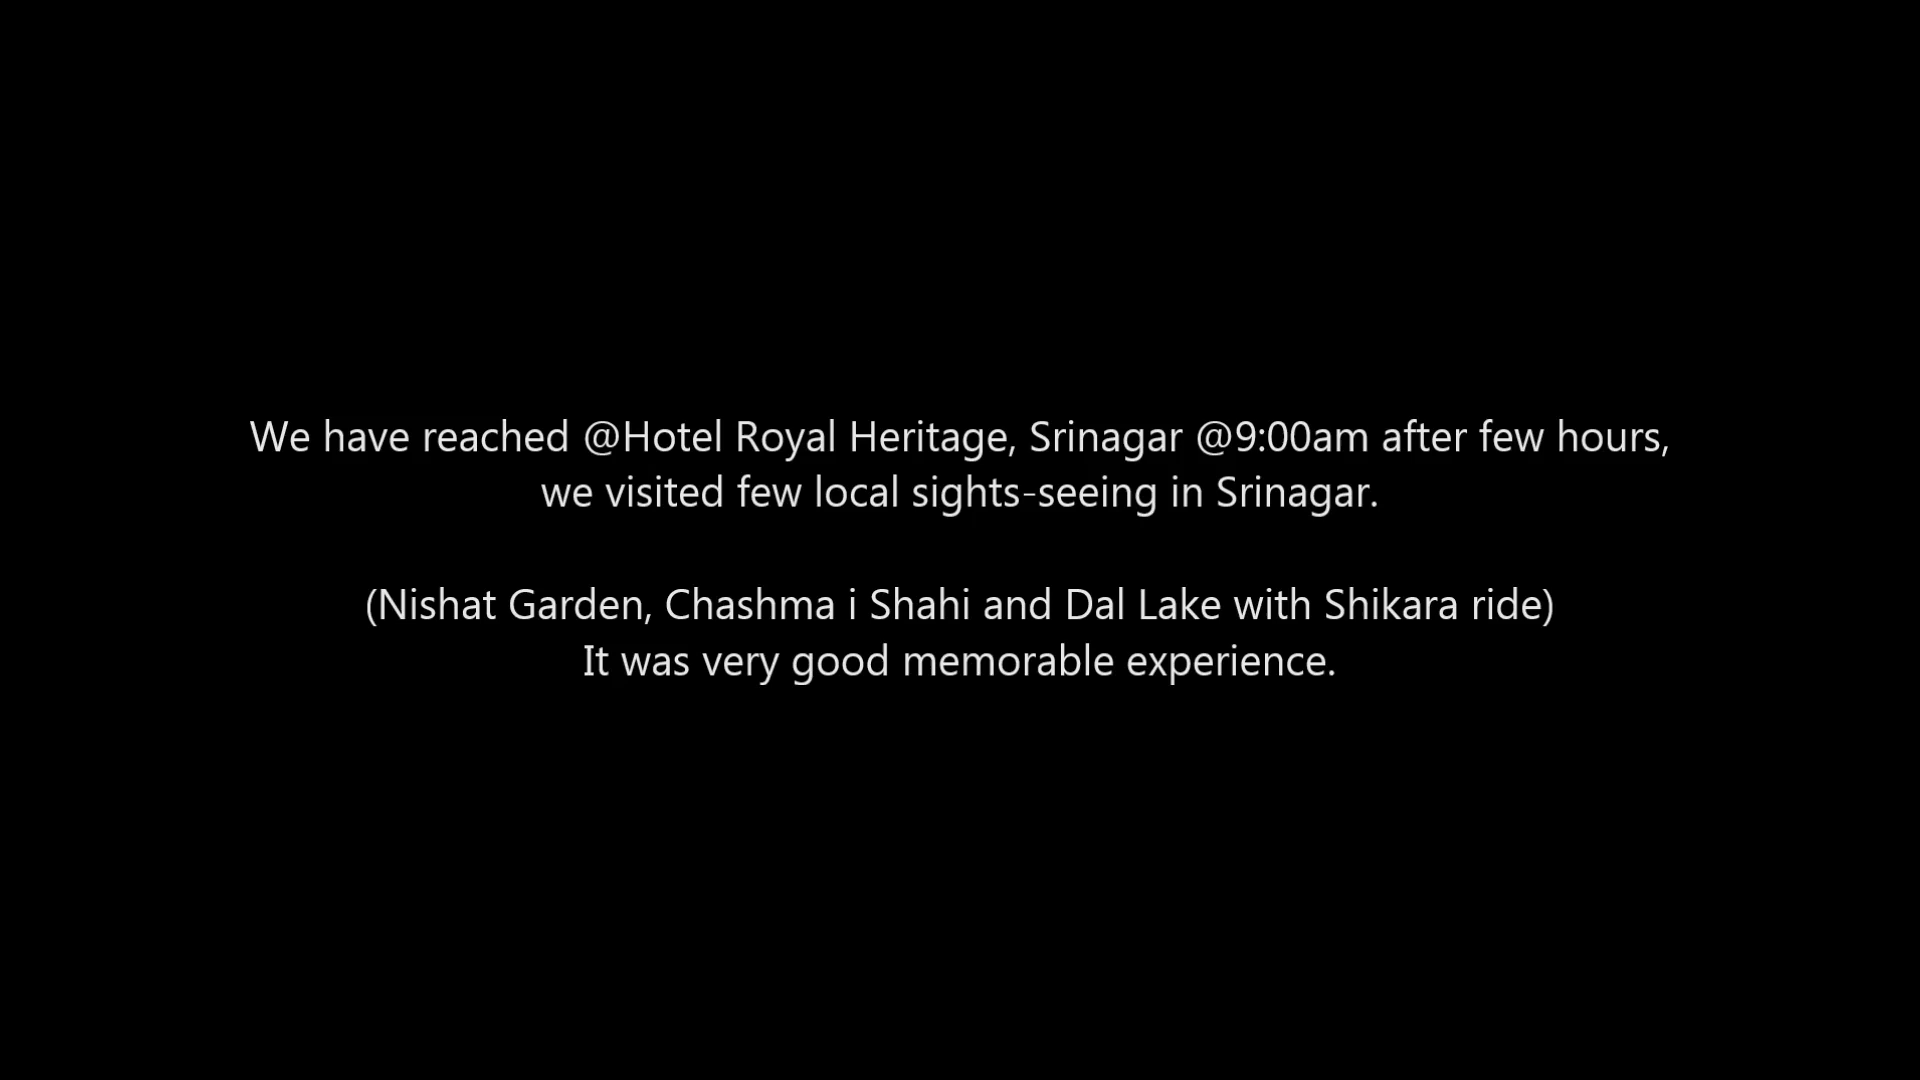 We have reached @Hotel Royal Heritage, Srinagar @9:00am after few hours,
we visited few local sights-seeing in Srinagar.
(Nishat Garden, Chashma i Shahi and Dal Lake with Shikara ride)
It was very good memorable experience.